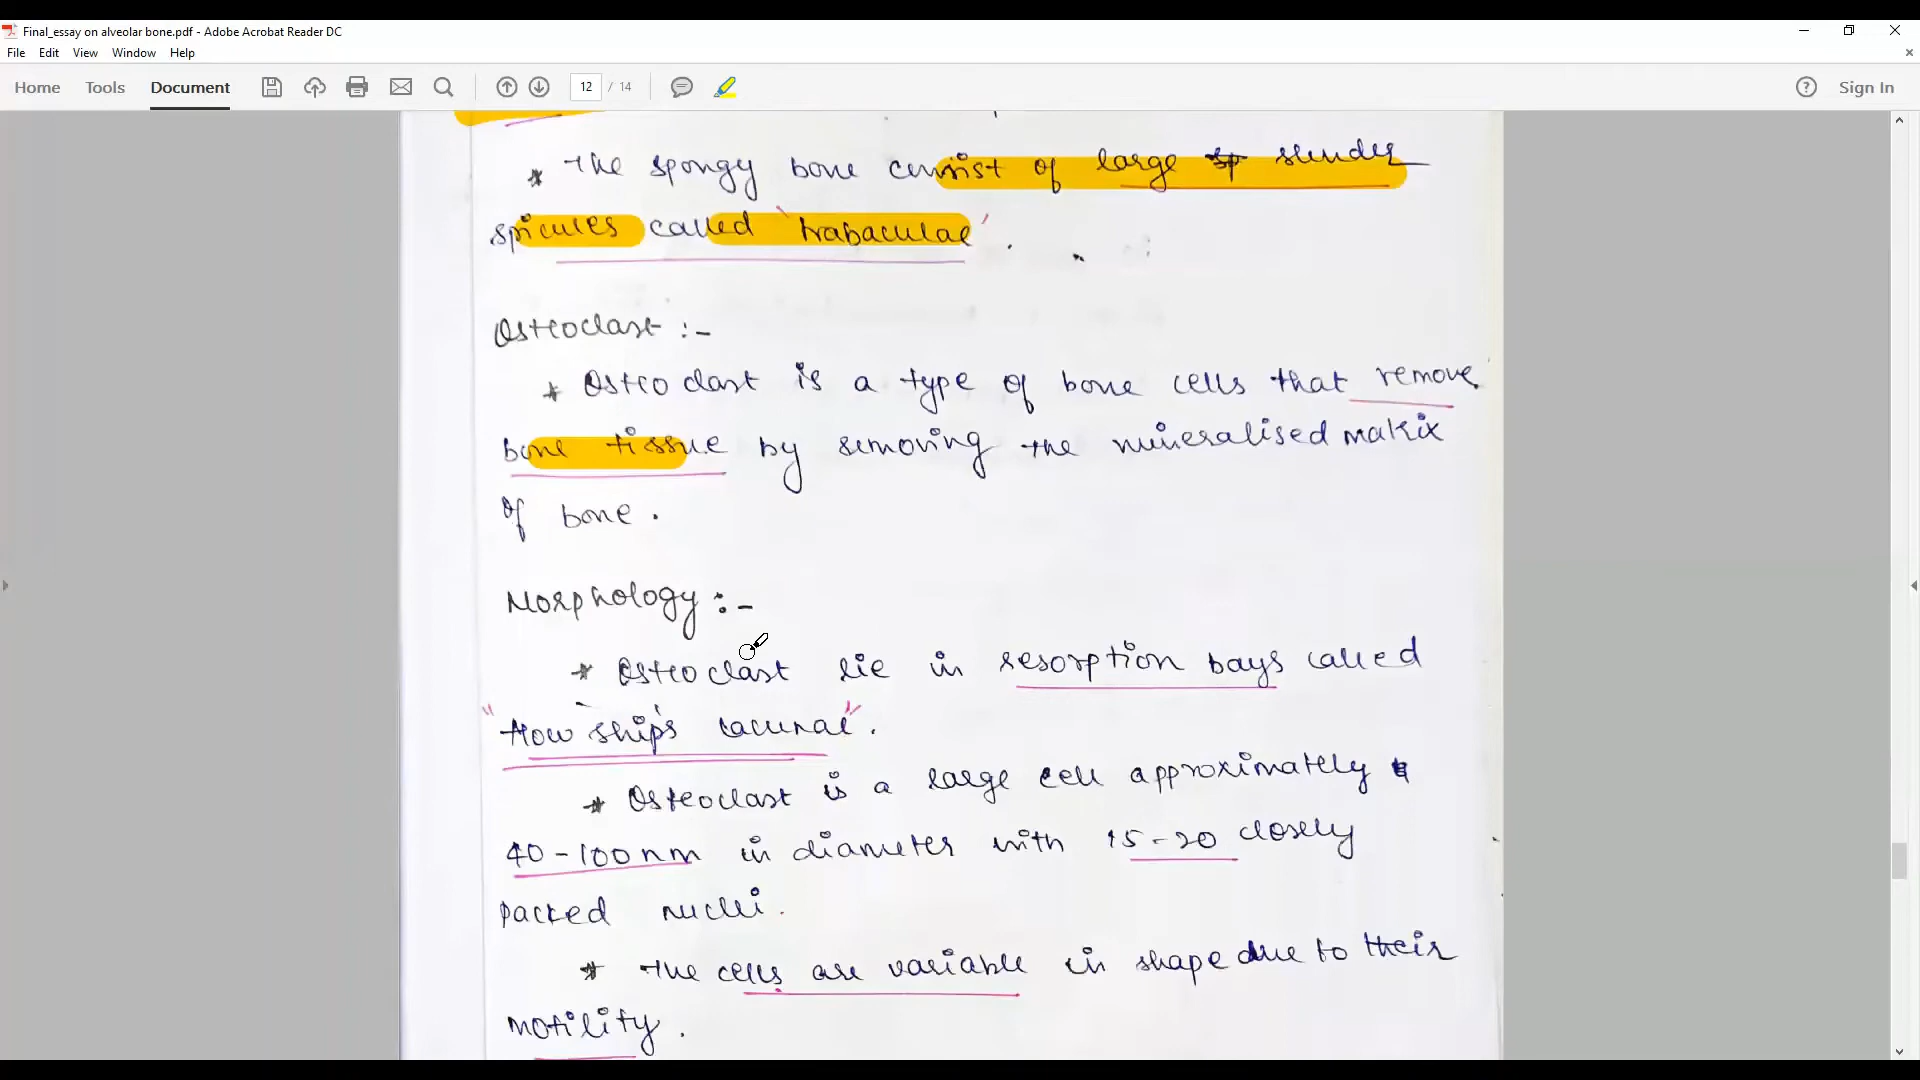 Final_essay on alveolar bone.pdf - Adobe Acrobat Reader DC
File Edit View Window Help
Home Tools Document 12 / 14 Sign In
* The spongy bone consist of large sp slender
spicules called "trabaculae".
Osteoclast :-
* Osteoclast is a type of bone cells that remove
bone tissue by removing the mineralised matrix
of bone.
Morphology :-
* Osteoclast lie in resorption bays called
"Howship's lacunae".
* Osteoclast is a large cell approximately
40-100nm in diameter with 15-20 closely
packed nuclei.
* The cells are variable in shape due to their
motility.